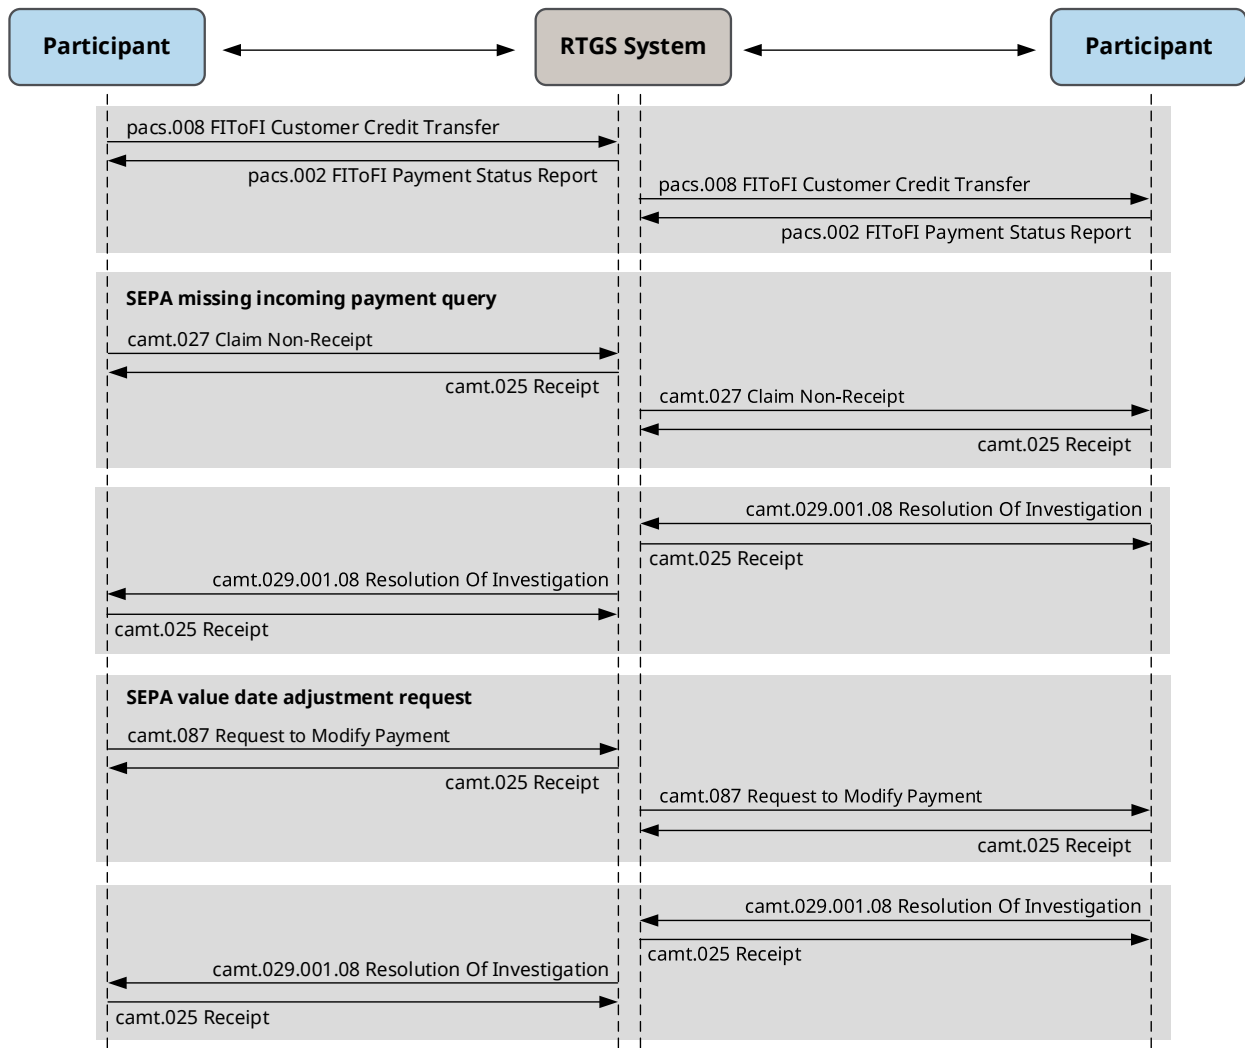 Participant
RTGS System
Participant
pacs.008 FIToFI Customer Credit Transfer
pacs.002 FIToFI Payment Status Report
pacs.008 FIToFI Customer Credit Transfer
pacs.002 FIToFI Payment Status Report
SEPA missing incoming payment query
camt.027 Claim Non-Receipt
camt.025 Receipt
camt.027 Claim Non-Receipt
camt.025 Receipt
camt.029.001.08 Resolution Of Investigation
camt.025 Receipt
camt.029.001.08 Resolution Of Investigation
camt.025 Receipt
SEPA value date adjustment request
camt.087 Request to Modify Payment
camt.025 Receipt
camt.087 Request to Modify Payment
camt.025 Receipt
camt.029.001.08 Resolution Of Investigation
camt.025 Receipt
camt.029.001.08 Resolution Of Investigation
camt.025 Receipt